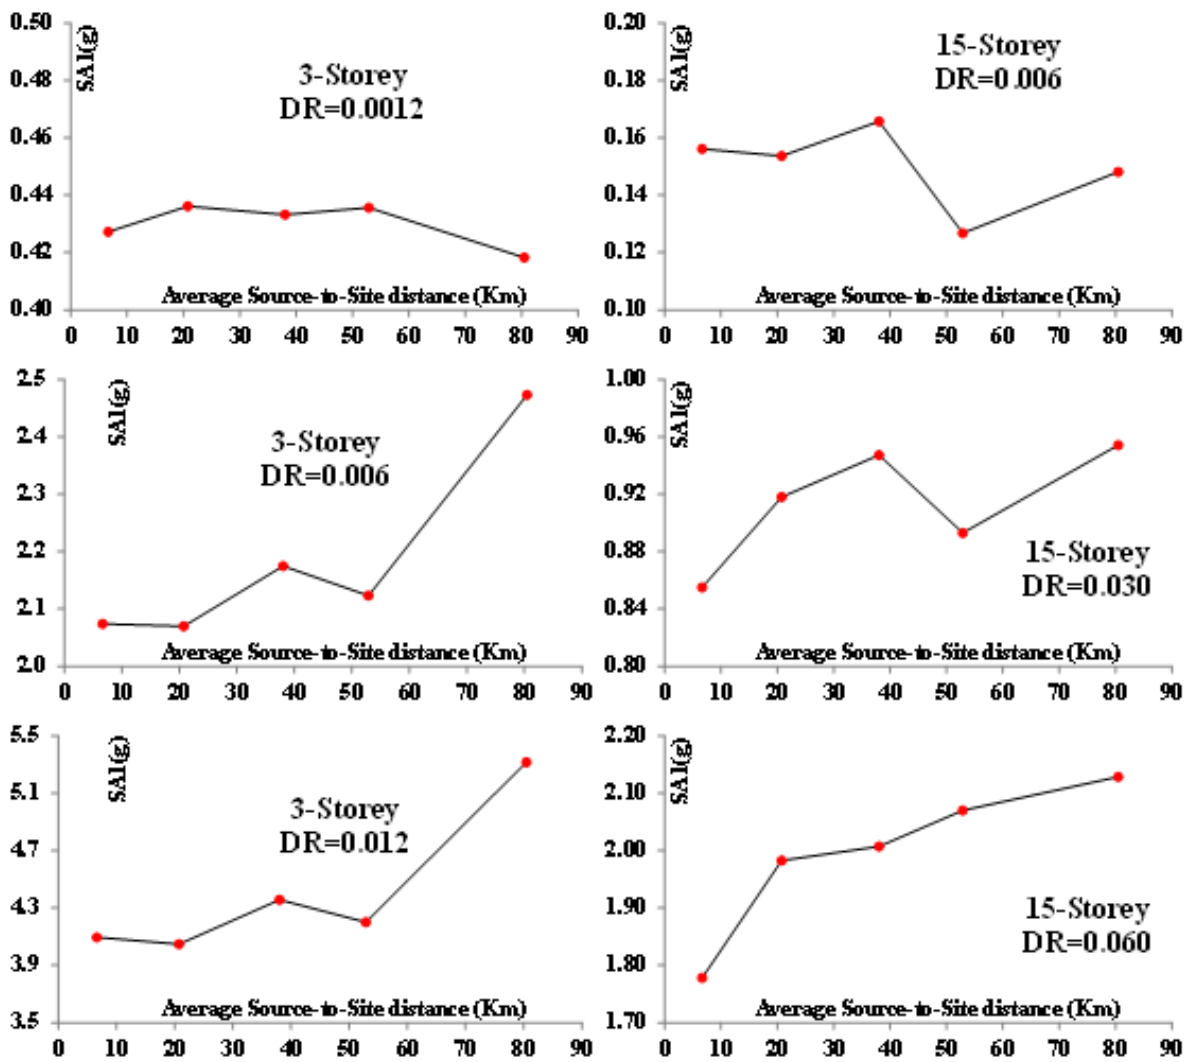 0.50
0.48
0.46
0.44
0.42
0.40
SA1(g)
3-Storey
DR=0.0012
Average Source-to-Site distance (Km)
0 10 20 30 40 50 60 70 80 90
0.20
0.18
0.16
0.14
0.12
0.10
SA1(g)
15-Storey
DR=0.006
Average Source-to-Site distance (Km)
0 10 20 30 40 50 60 70 80 90
2.5
2.4
2.3
2.2
2.1
2.0
SA1(g)
3-Storey
DR=0.006
Average Source-to-Site distance (Km)
0 10 20 30 40 50 60 70 80 90
1.00
0.96
0.92
0.88
0.84
0.80
SA1(g)
15-Storey
DR=0.030
Average Source-to-Site distance (Km)
0 10 20 30 40 50 60 70 80 90
5.5
5.1
4.7
4.3
3.9
3.5
SA1(g)
3-Storey
DR=0.012
Average Source-to-Site distance (Km)
0 10 20 30 40 50 60 70 80 90
2.20
2.10
2.00
1.90
1.80
1.70
SA1(g)
15-Storey
DR=0.060
Average Source-to-Site distance (Km)
0 10 20 30 40 50 60 70 80 90